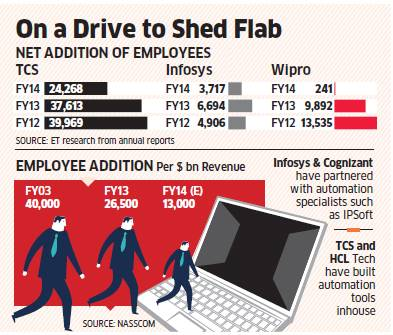 On a Drive to Shed Flab
NET ADDITION OF EMPLOYEES
TCS
FY14 24,268
FY13 37,613
FY12 39,969
Infosys
FY14 3,717
FY13 6,694
FY12 4,906
Wipro
FY14 241
FY13 9,892
FY12 13,535
SOURCE: ET research from annual reports
EMPLOYEE ADDITION Per $ bn Revenue
FY03
40,000
FY13
26,500
FY14 (E)
13,000
SOURCE: NASSCOM
Infosys & Cognizant
have partnered
with automation
specialists such
as IPSoft
TCS and
HCL Tech
have built
automation
tools
inhouse